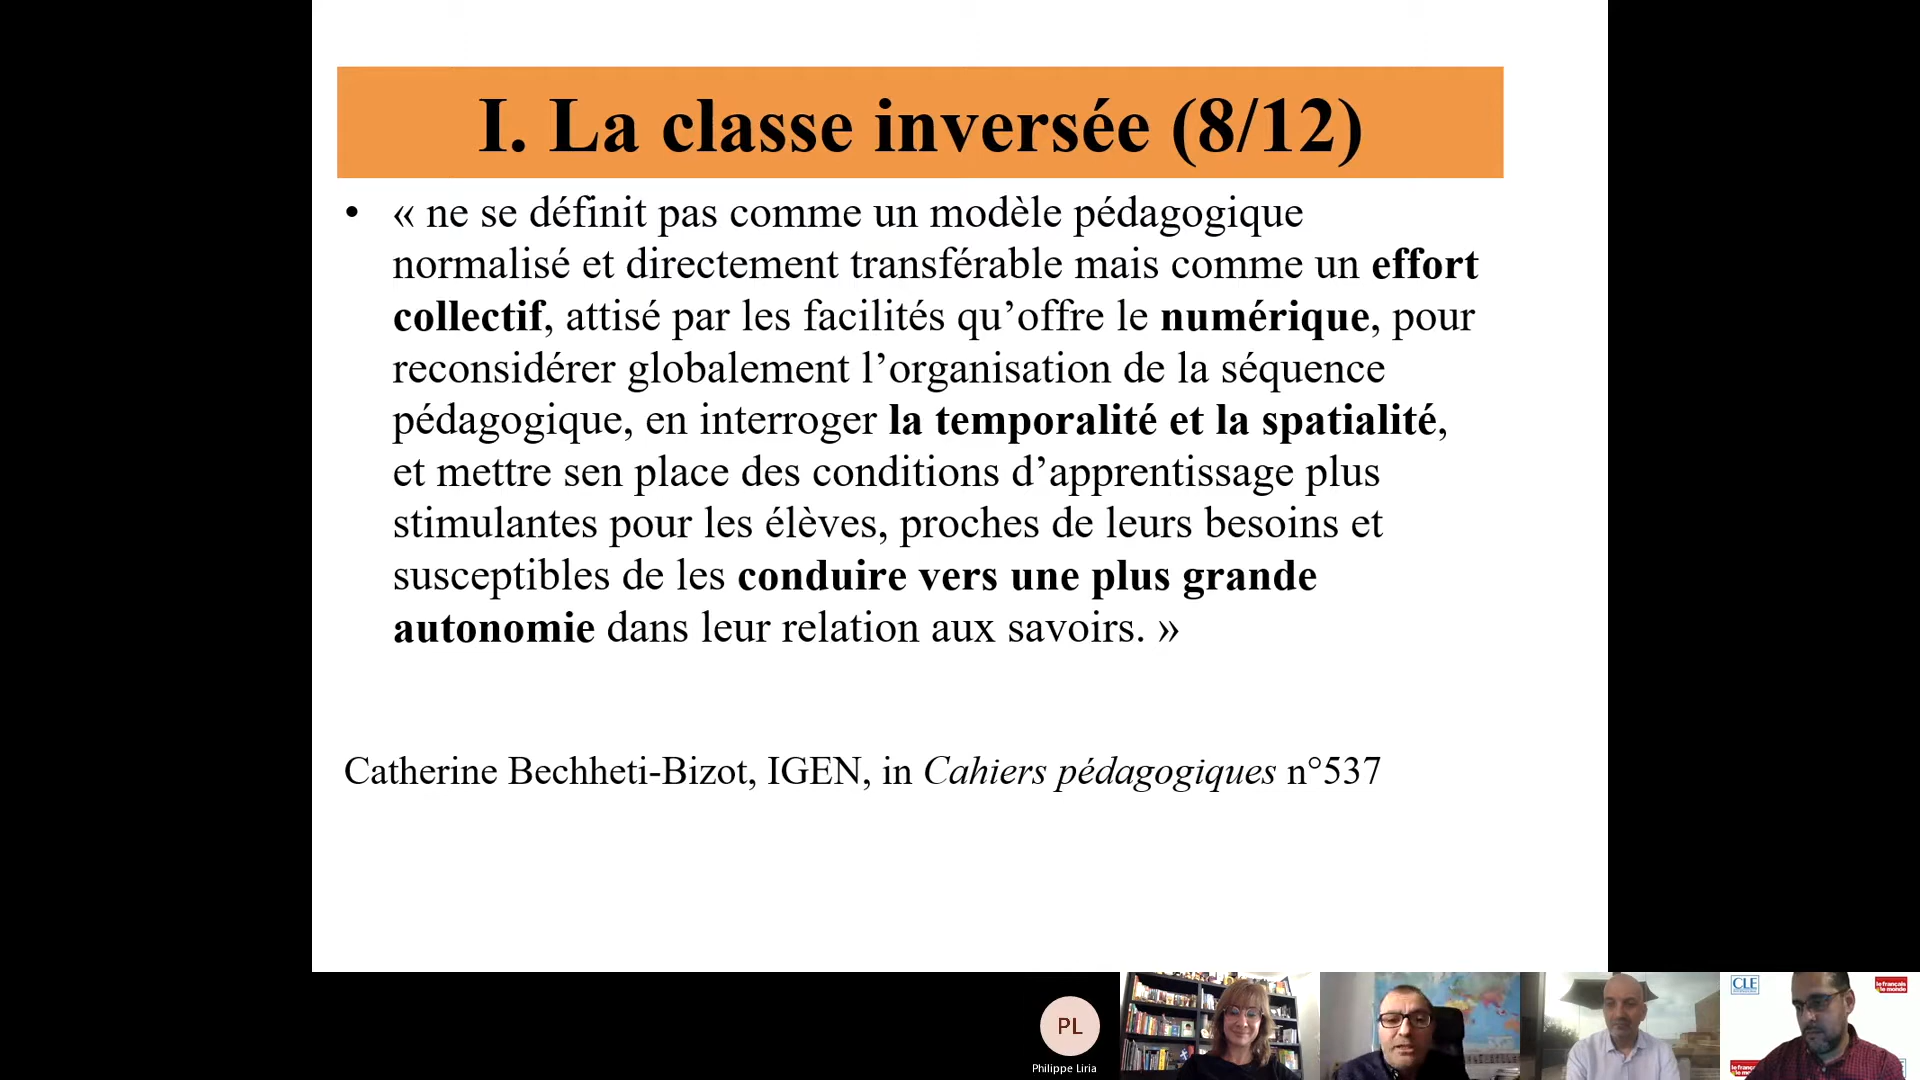 I. La classe inversée (8/12)
• « ne se définit pas comme un modèle pédagogique
normalisé et directement transférable mais comme un effort
collectif, attisé par les facilités qu’offre le numérique, pour
reconsidérer globalement l’organisation de la séquence
pédagogique, en interroger la temporalité et la spatialité,
et mettre sen place des conditions d’apprentissage plus
stimulantes pour les élèves, proches de leurs besoins et
susceptibles de les conduire vers une plus grande
autonomie dans leur relation aux savoirs. »
Catherine Bechheti-Bizot, IGEN, in Cahiers pédagogiques n°537
PL
Philippe Liria
CLE
le français
le monde